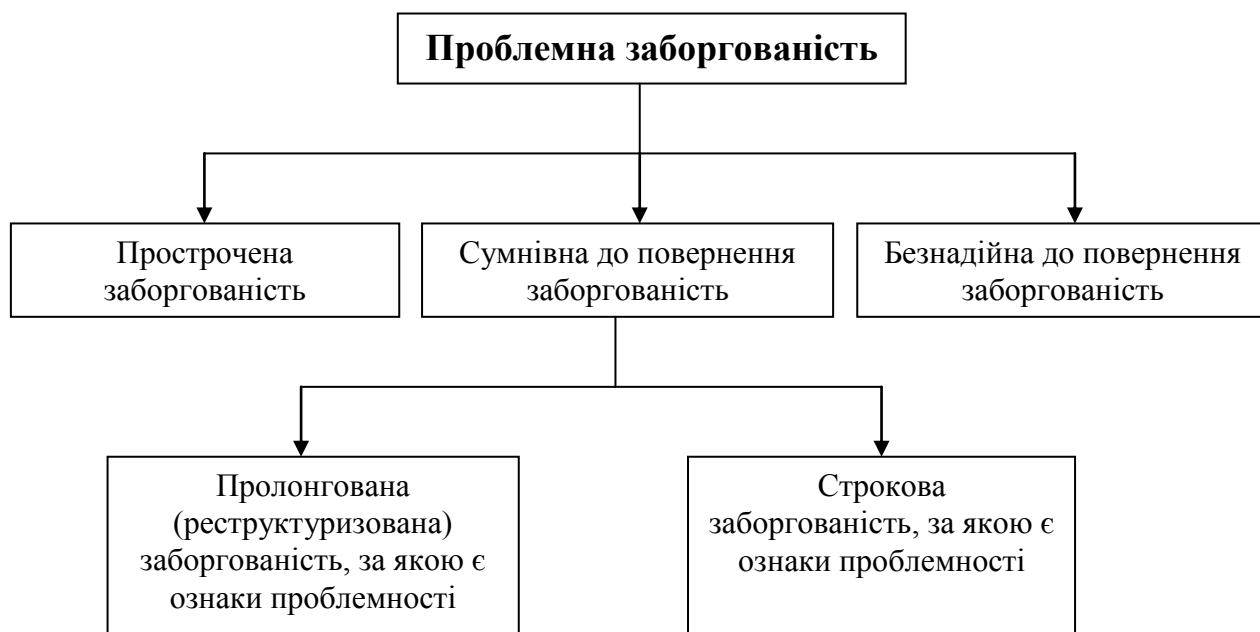 Проблемна заборгованість
Прострочена
заборгованість
Сумнівна до повернення
заборгованість
Безнадійна до повернення
заборгованість
Пролонгована
(реструктуризована)
заборгованість, за якою є
ознаки проблемності
Строкова
заборгованість, за якою є
ознаки проблемності